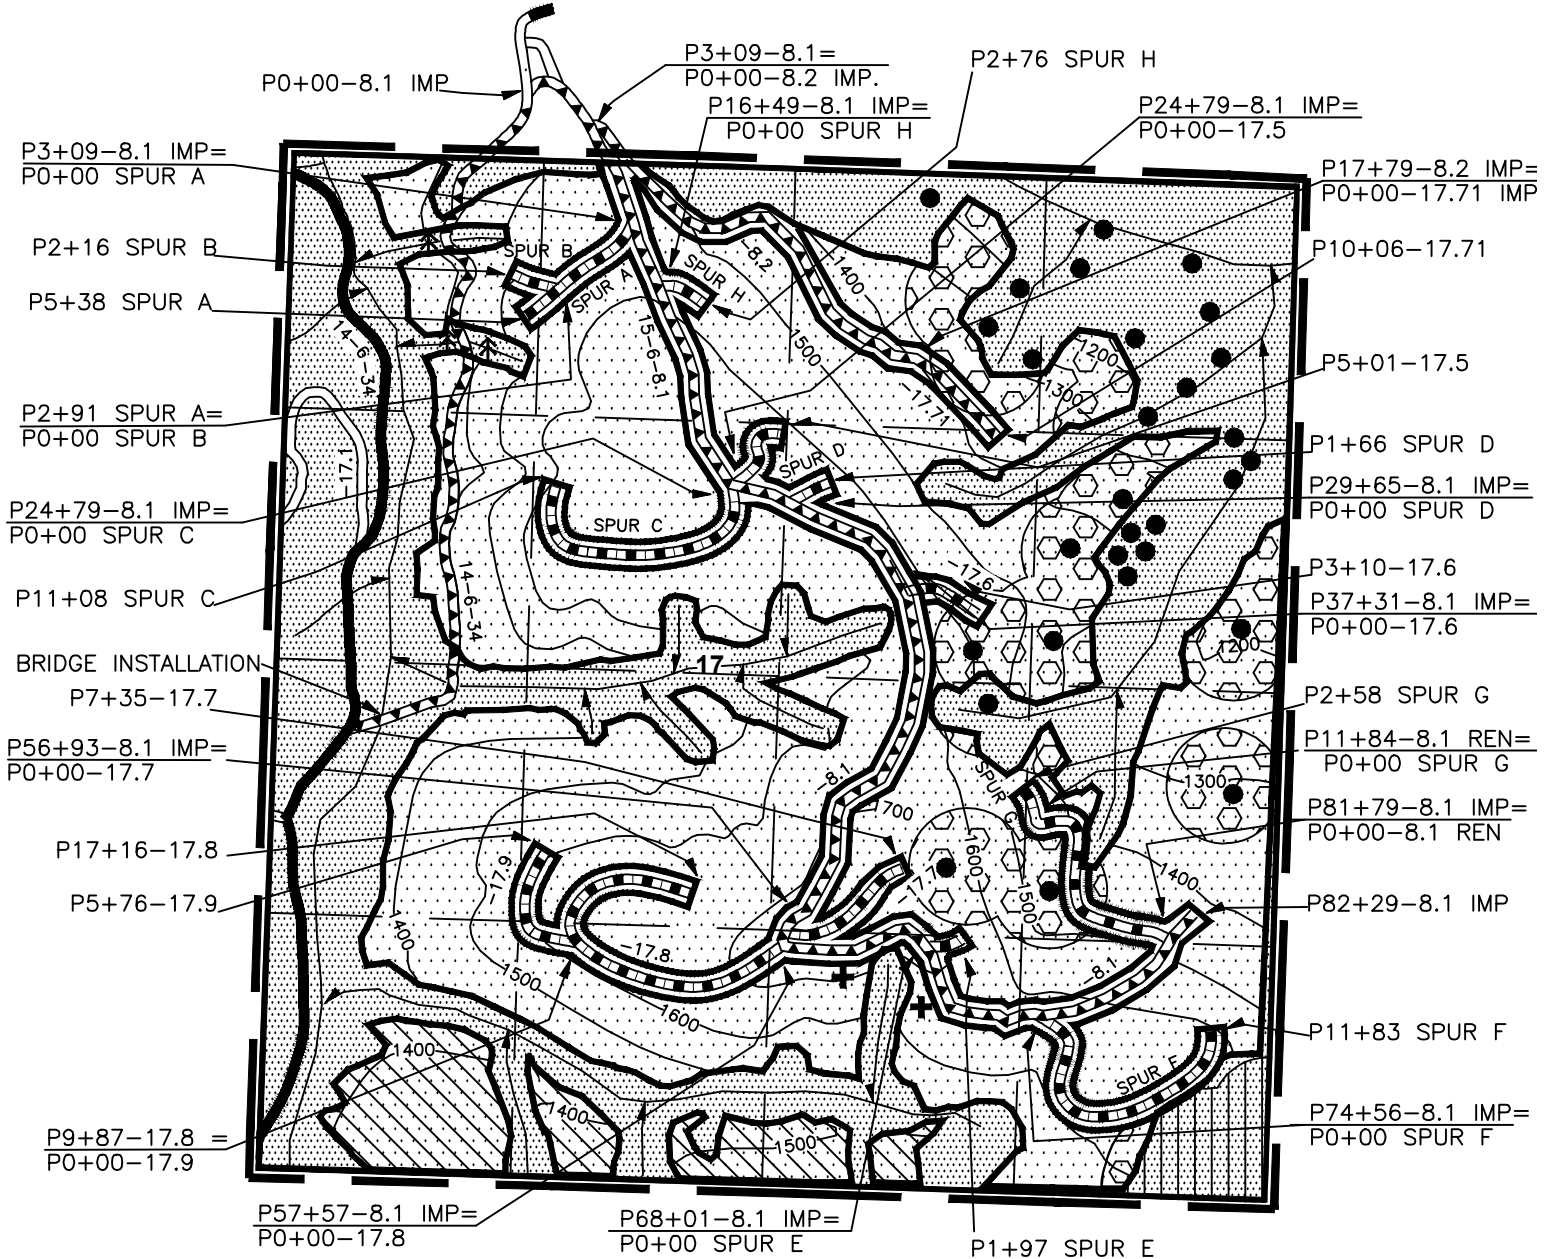 P0+00-8.1 IMP
P3+09-8.1=
P0+00-8.2 IMP.
P16+49-8.1 IMP=
P0+00 SPUR H
P2+76 SPUR H
P24+79-8.1 IMP=
P0+00-17.5
P17+79-8.2 IMP=
P0+00-17.71 IMP
P10+06-17.71
P5+01-17.5
P1+66 SPUR D
P29+65-8.1 IMP=
P0+00 SPUR D
P3+10-17.6
P37+31-8.1 IMP=
P0+00-17.6
P2+58 SPUR G
P11+84-8.1 REN=
P0+00 SPUR G
P81+79-8.1 IMP=
P0+00-8.1 REN
P82+29-8.1 IMP
P11+83 SPUR F
P74+56-8.1 IMP=
P0+00 SPUR F
P3+09-8.1 IMP=
P0+00 SPUR A
P2+16 SPUR B
P5+38 SPUR A
P2+91 SPUR A=
P0+00 SPUR B
P24+79-8.1 IMP=
P0+00 SPUR C
P11+08 SPUR C
BRIDGE INSTALLATION
P7+35-17.7
P56+93-8.1 IMP=
P0+00-17.7
P17+16-17.8
P5+76-17.9
P9+87-17.8 =
P0+00-17.9
P57+57-8.1 IMP=
P0+00-17.8
P68+01-8.1 IMP=
P0+00 SPUR E
P1+97 SPUR E
SPUR B
SPUR A
SPUR H
-8.2
1400
1500
14-6-34
15-6-8.1
-17.71
1200
1300
-17.1
SPUR D
SPUR C
14-6-34
-17.6
17
1200
-8.1
1700
SPUR G
1300
-17.9
-17.7
1600
1500
1400
1400
-17.8
1500
1600
-8.1
1400
1400
1500
SPUR F